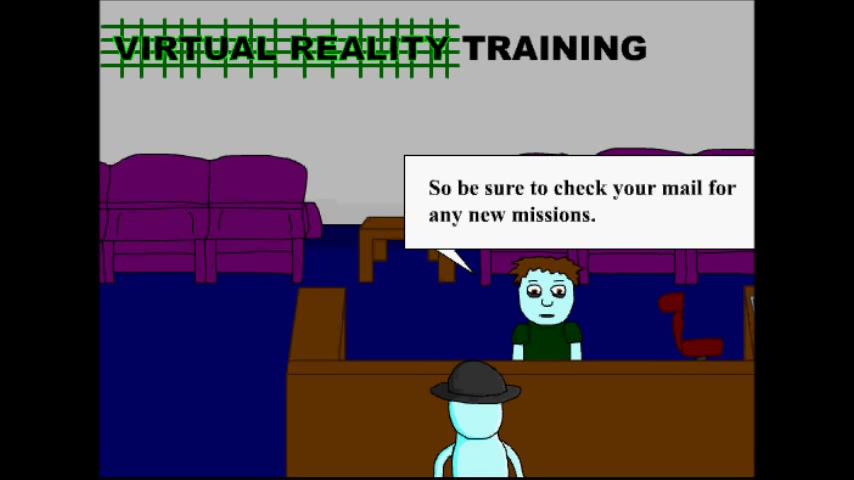 VIRTUAL REALITY TRAINING
So be sure to check your mail for
any new missions.